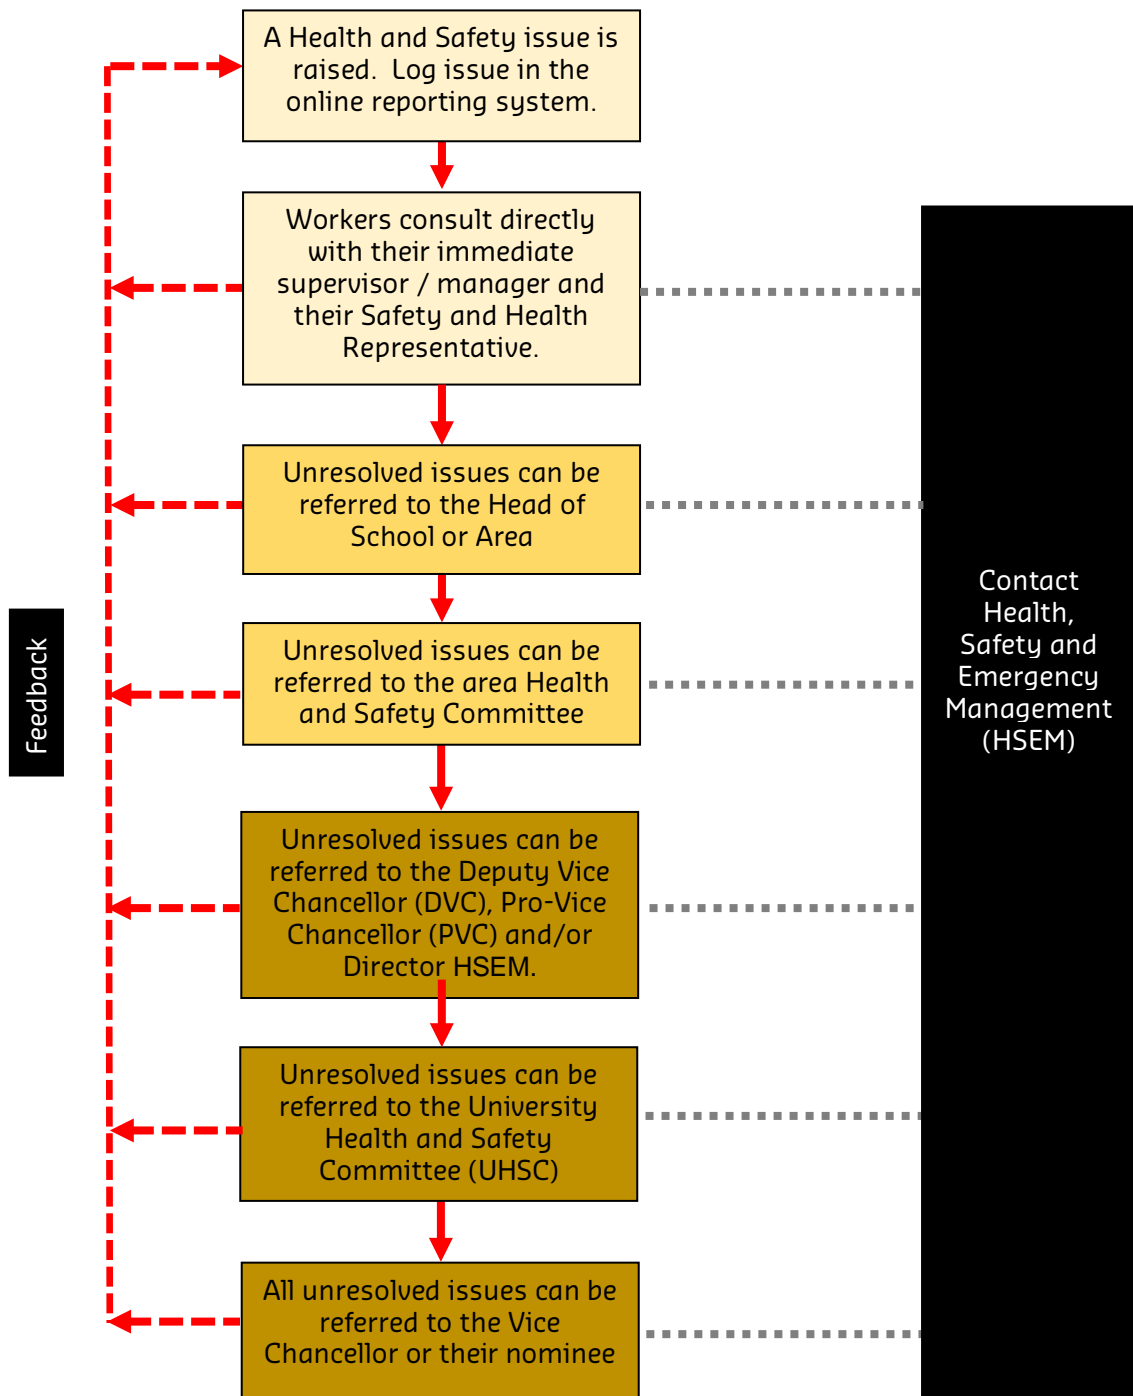 A Health and Safety issue is
raised. Log issue in the
online reporting system.
Workers consult directly
with their immediate
supervisor / manager and
their Safety and Health
Representative.
Unresolved issues can be
referred to the Head of
School or Area
Unresolved issues can be
referred to the area Health
and Safety Committee
Unresolved issues can be
referred to the Deputy Vice
Chancellor (DVC), Pro-Vice
Chancellor (PVC) and/or
Director HSEM.
Unresolved issues can be
referred to the University
Health and Safety
Committee (UHSC)
All unresolved issues can be
referred to the Vice
Chancellor or their nominee
Feedback
Contact
Health,
Safety and
Emergency
Management
(HSEM)